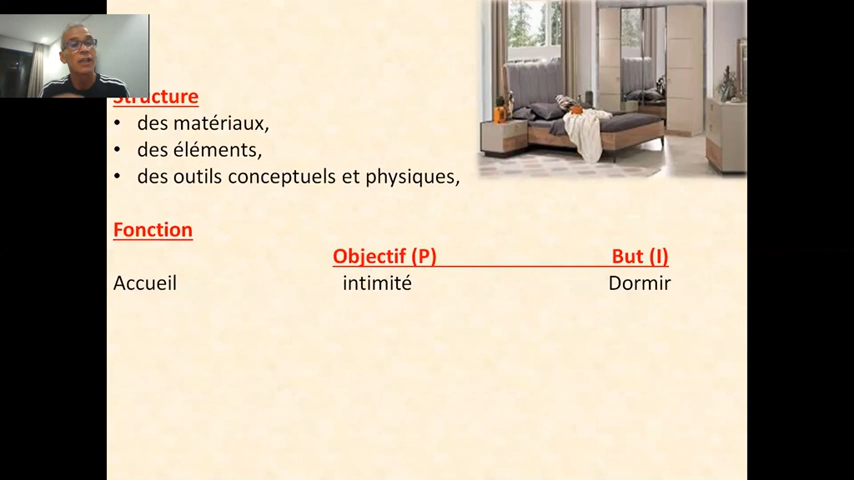 Structure
• des matériaux,
• des éléments,
• des outils conceptuels et physiques,
Fonction
Objectif (P) But (I)
Accueil intimité Dormir